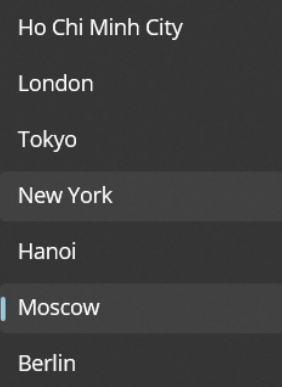 Ho Chi Minh City
London
Tokyo
New York
Hanoi
Moscow
Berlin